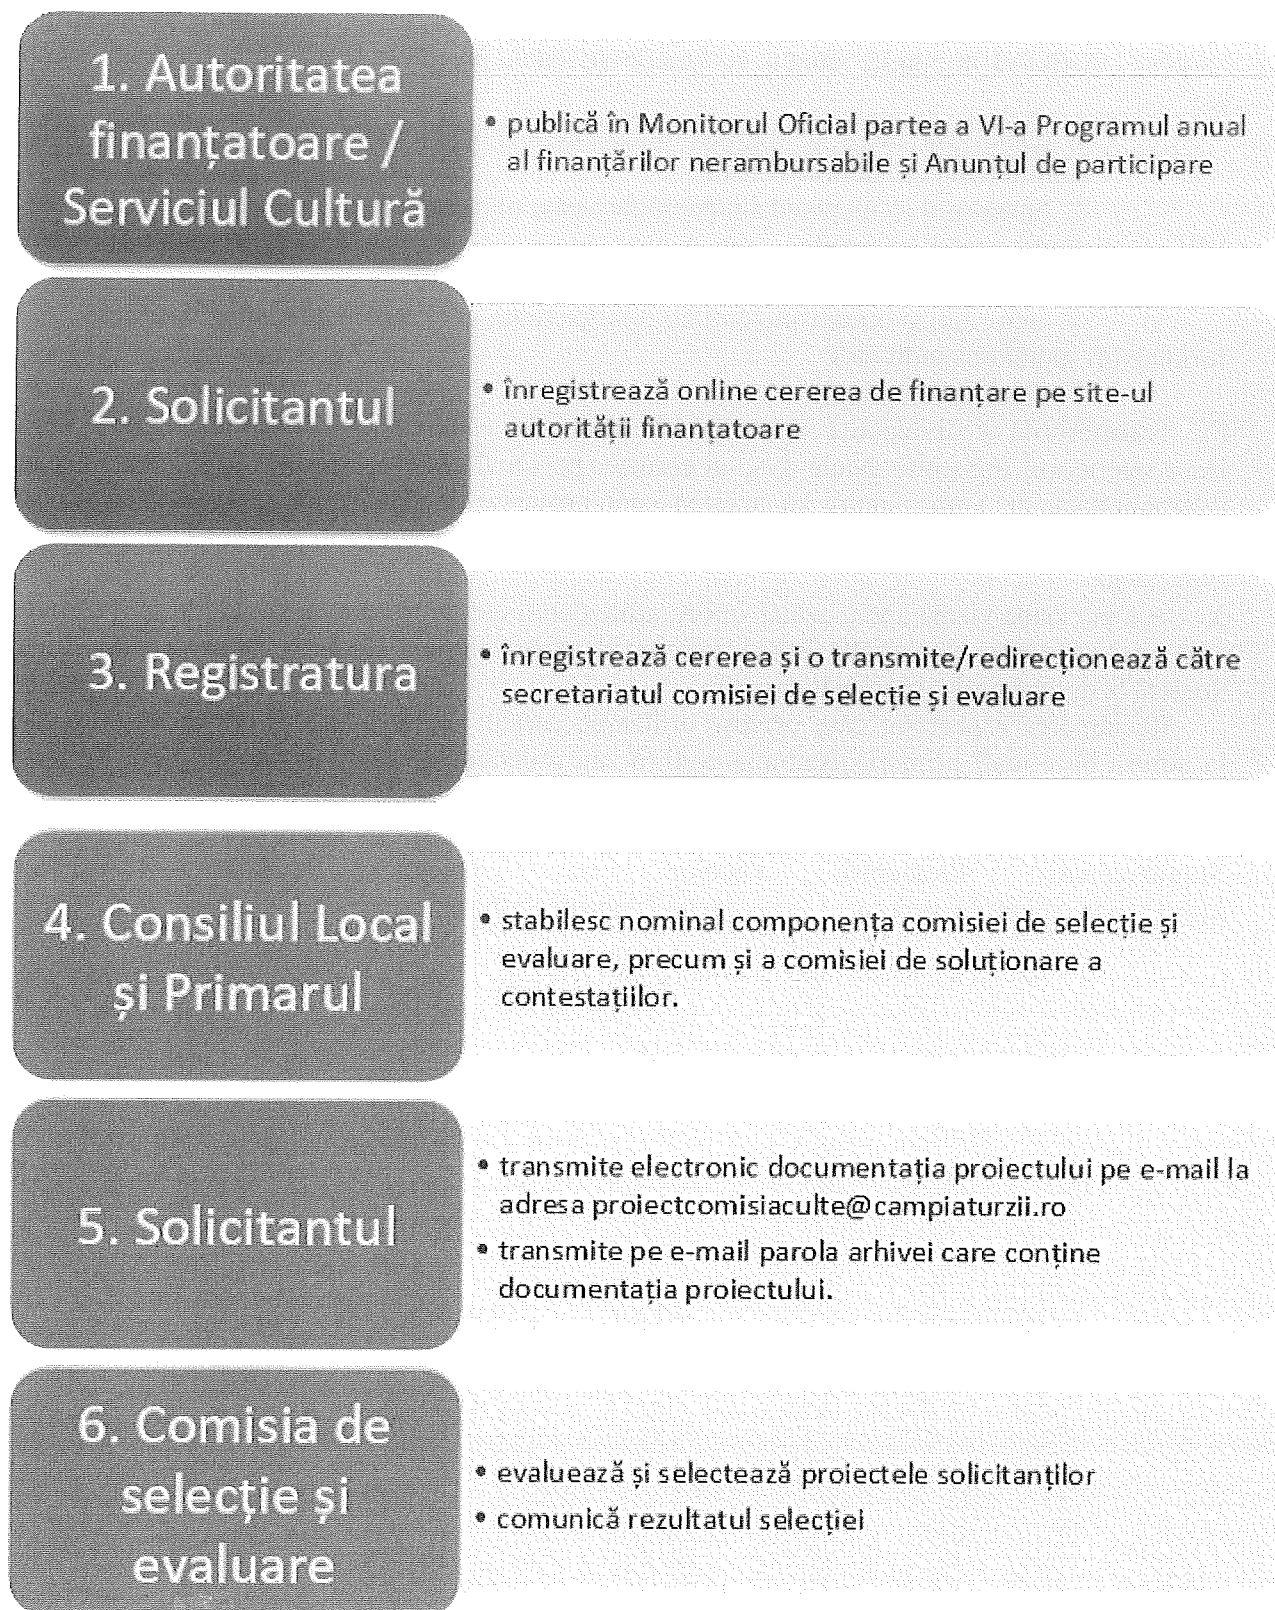 1. Autoritatea
finanțatoare /
Serviciul Cultură
• publică în Monitorul Oficial partea a VI-a Programul anual
al finanțărilor nerambursabile și Anunțul de participare
2. Solicitantul
• înregistrează online cererea de finanțare pe site-ul
autorității finanțatoare
3. Registratura
• înregistrează cererea și o transmite/redirecționează către
secretariatul comisiei de selecție și evaluare
4. Consiliul Local
și Primarul
• stabilesc nominal componența comisiei de selecție și
evaluare, precum și a comisiei de soluționare a
contestațiilor.
5. Solicitantul
• transmite electronic documentația proiectului pe e-mail la
adresa proiectcomisiaculte@campiaturzii.ro
• transmite pe e-mail parola arhivei care conține
documentația proiectului.
6. Comisia de
selecție și
evaluare
• evaluează și selectează proiectele solicitanților
• comunică rezultatul selecției